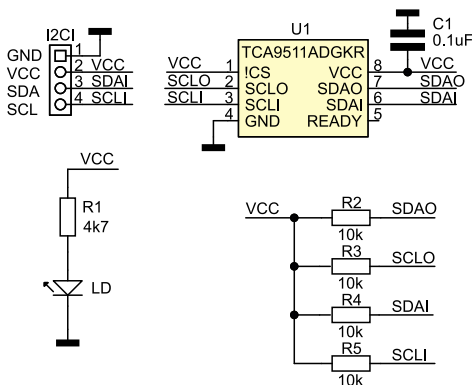 I2CI
GND 1
VCC 2 VCC
SDA 3 SDAI
SCL 4 SCLI
U1
TCA9511ADGKR
VCC 1 !CS VCC 8 VCC
SCLO 2 SCLO SDAO 7 SDAO
SCLI 3 SCLI SDAI 6 SDAI
4 GND READY 5
C1
0.1uF
VCC
R1
4k7
LD
VCC
R2 SDAO
10k
R3 SCLO
10k
R4 SDAI
10k
R5 SCLI
10k